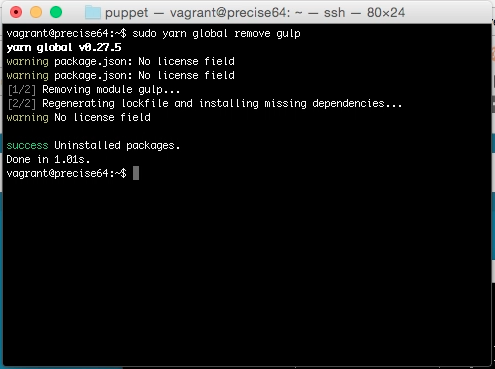 puppet — vagrant@precise64: ~ — ssh — 80×24
vagrant@precise64:~$ sudo yarn global remove gulp
yarn global v0.27.5
warning package.json: No license field
warning package.json: No license field
[1/2] Removing module gulp...
[2/2] Regenerating lockfile and installing missing dependencies...
warning No license field
success Uninstalled packages.
Done in 1.01s.
vagrant@precise64:~$